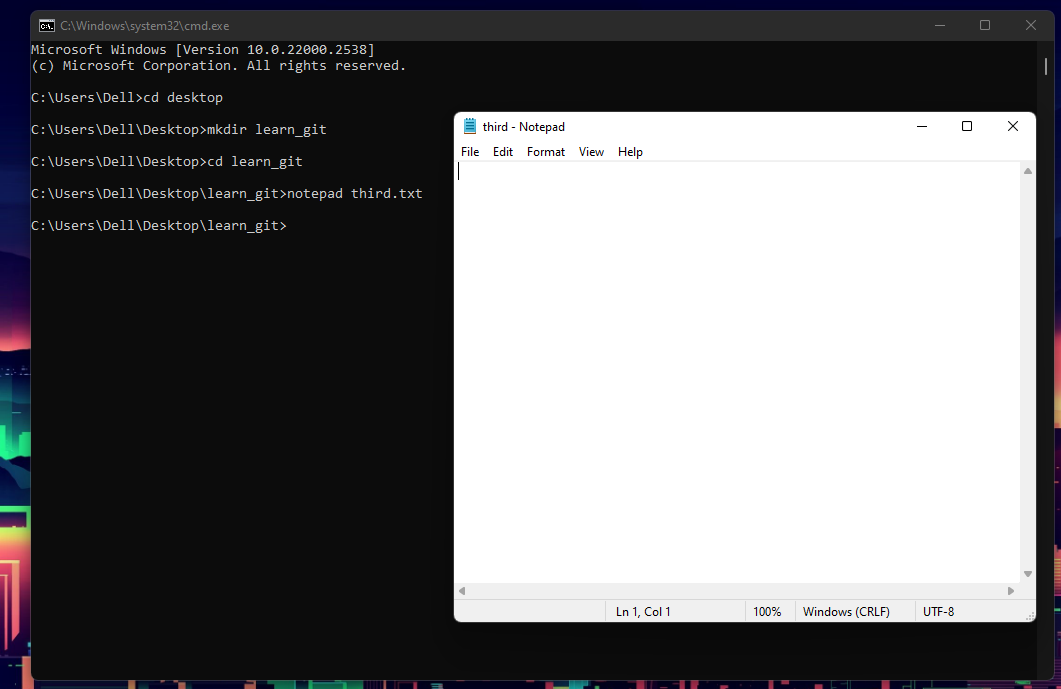 C:\Windows\system32\cmd.exe
Microsoft Windows [Version 10.0.22000.2538]
(c) Microsoft Corporation. All rights reserved.
C:\Users\Dell>cd desktop
C:\Users\Dell\Desktop>mkdir learn_git
C:\Users\Dell\Desktop>cd learn_git
C:\Users\Dell\Desktop\learn_git>notepad third.txt
C:\Users\Dell\Desktop\learn_git>
third - Notepad
File Edit Format View Help
Ln 1, Col 1 100% Windows (CRLF) UTF-8